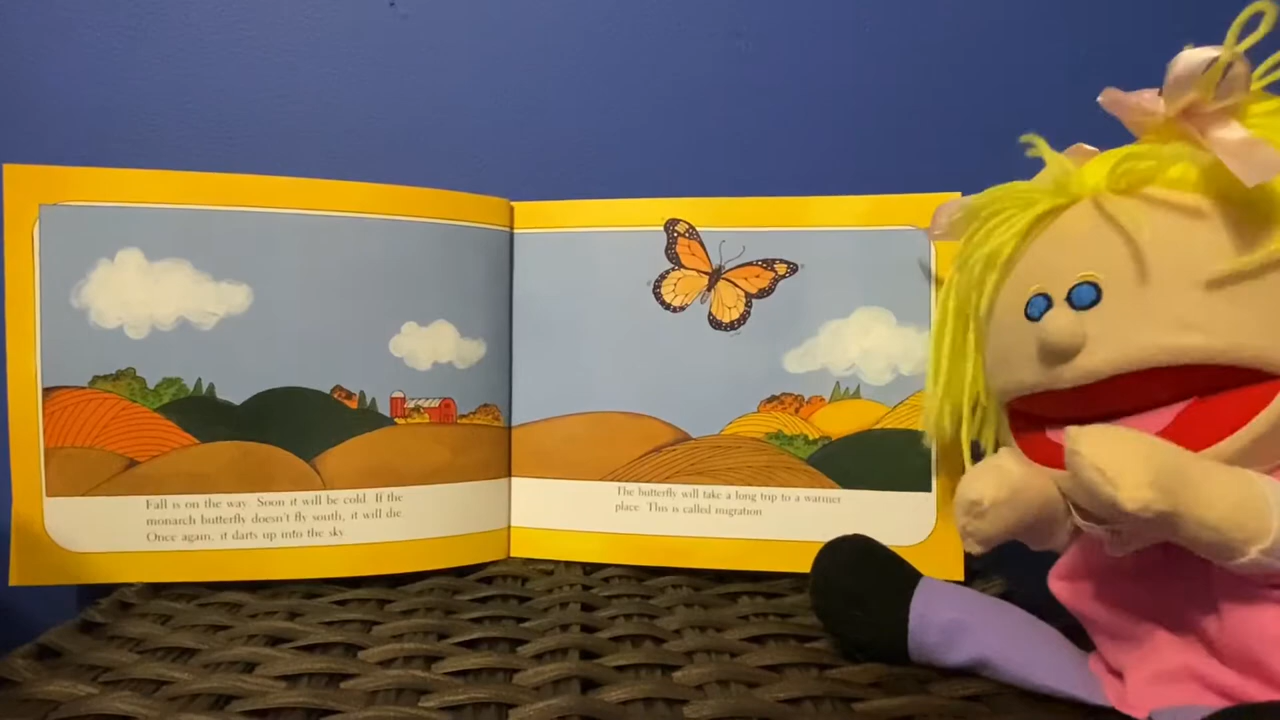 Fall is on the way. Soon it will be cold. If the
monarch butterfly doesn't fly south, it will die.
Once again, it darts up into the sky.
The butterfly will take a long trip to a warmer
place. This is called migration.